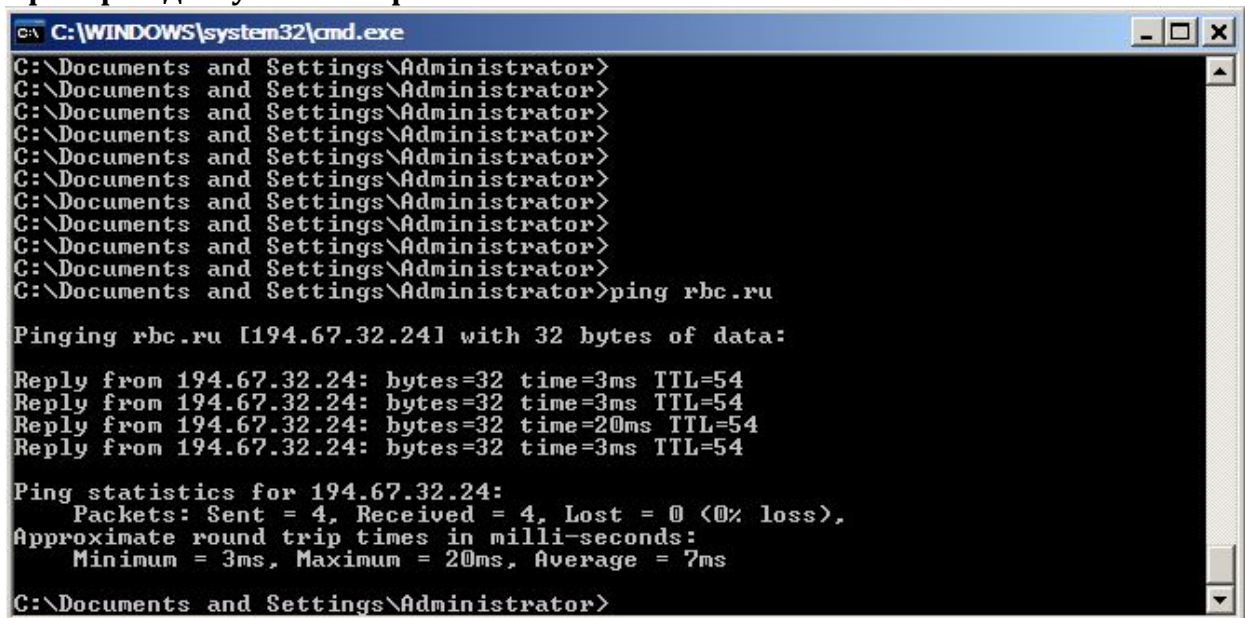 C:\WINDOWS\system32\cmd.exe
C:\Documents and Settings\Administrator>
C:\Documents and Settings\Administrator>
C:\Documents and Settings\Administrator>
C:\Documents and Settings\Administrator>
C:\Documents and Settings\Administrator>
C:\Documents and Settings\Administrator>
C:\Documents and Settings\Administrator>
C:\Documents and Settings\Administrator>
C:\Documents and Settings\Administrator>
C:\Documents and Settings\Administrator>
C:\Documents and Settings\Administrator>ping rbc.ru
Pinging rbc.ru [194.67.32.24] with 32 bytes of data:
Reply from 194.67.32.24: bytes=32 time=3ms TTL=54
Reply from 194.67.32.24: bytes=32 time=3ms TTL=54
Reply from 194.67.32.24: bytes=32 time=20ms TTL=54
Reply from 194.67.32.24: bytes=32 time=3ms TTL=54
Ping statistics for 194.67.32.24:
Packets: Sent = 4, Received = 4, Lost = 0 (0% loss),
Approximate round trip times in milli-seconds:
Minimum = 3ms, Maximum = 20ms, Average = 7ms
C:\Documents and Settings\Administrator>